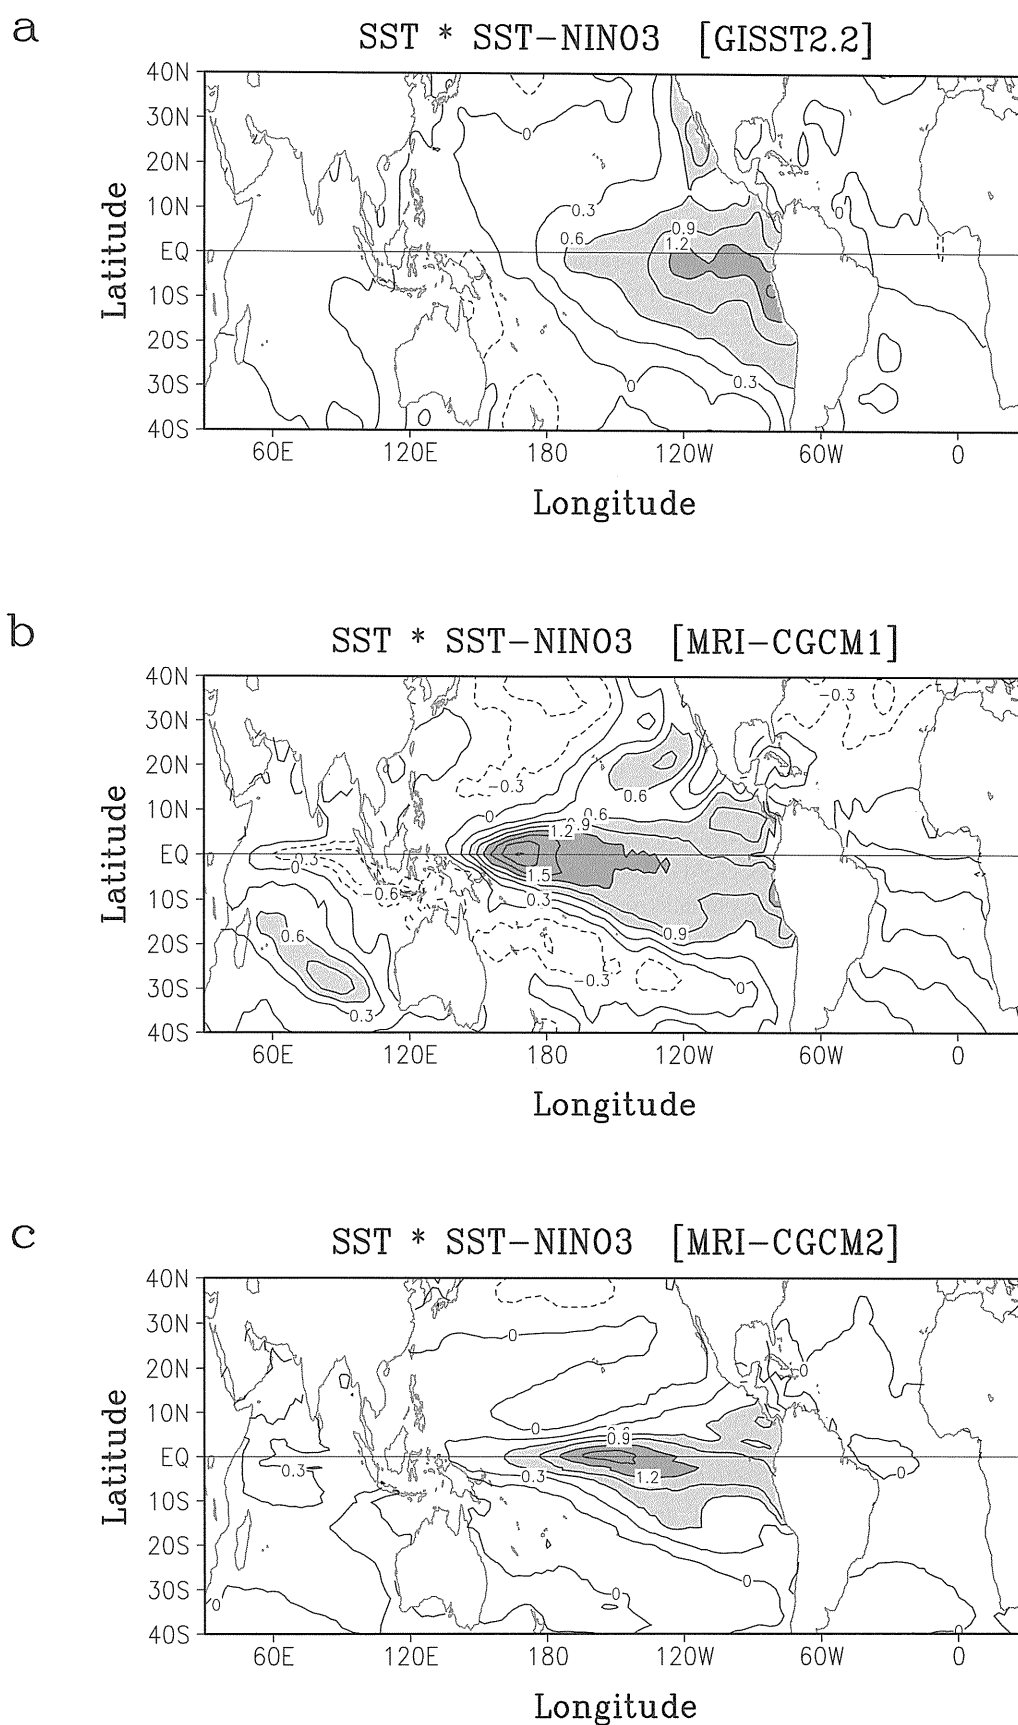 a
SST * SST-NINO3 [GISST2.2]
40N
30N
20N
10N
EQ
10S
20S
30S
40S
Latitude
0
0.3
0.6
0.9
1.2
0
0
0.3
60E 120E 180 120W 60W 0
Longitude
b
SST * SST-NINO3 [MRI-CGCM1]
40N
30N
20N
10N
EQ
10S
20S
30S
40S
Latitude
-0.3
-0.3
0.6
0
0.6
0.9
1.2
0.3
0
-0.6
1.5
0.3
0.6
0.9
-0.3
0
0.3
60E 120E 180 120W 60W 0
Longitude
c
SST * SST-NINO3 [MRI-CGCM2]
40N
30N
20N
10N
EQ
10S
20S
30S
40S
Latitude
0
0
0
0.9
0.3
0.3
1.2
0
0
0
0
0
60E 120E 180 120W 60W 0
Longitude